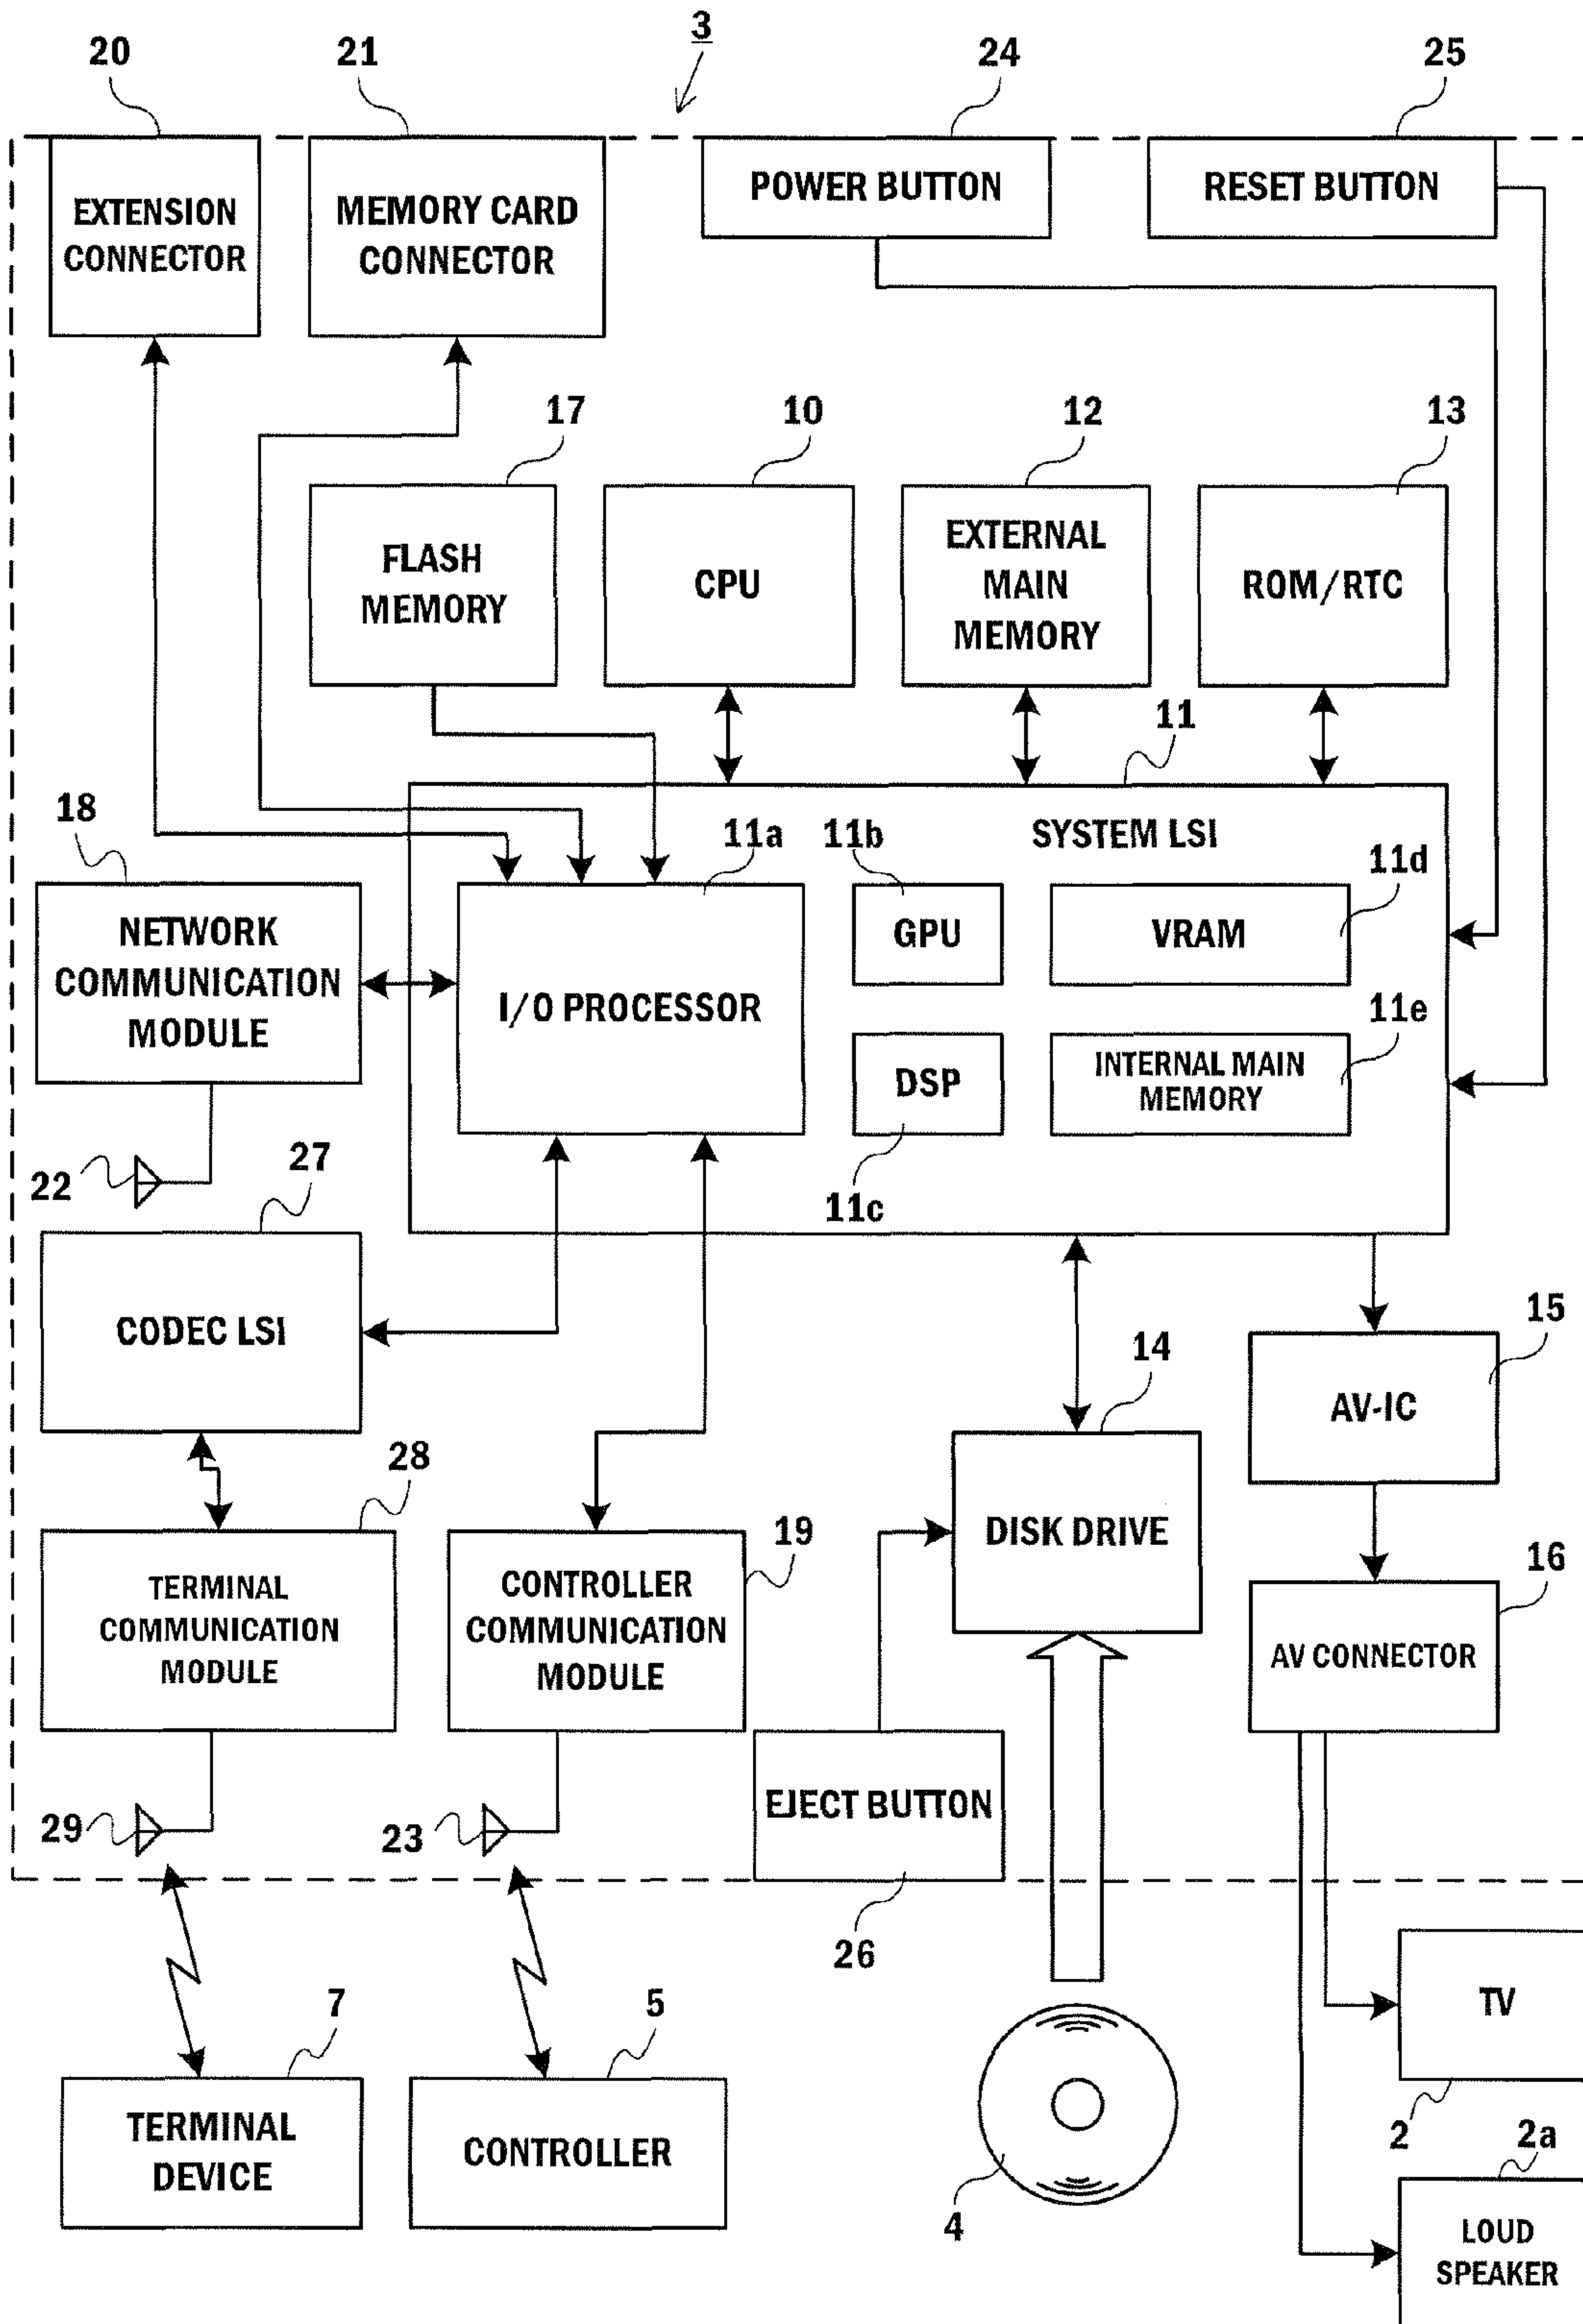 3
20
21
24
25
EXTENSION
CONNECTOR
MEMORY CARD
CONNECTOR
POWER BUTTON
RESET BUTTON
17
10
12
13
FLASH
MEMORY
CPU
EXTERNAL
MAIN
MEMORY
ROM/RTC
11
18
SYSTEM LSI
11a
11b
11d
NETWORK
COMMUNICATION
MODULE
I/O PROCESSOR
GPU
VRAM
11e
DSP
INTERNAL MAIN
MEMORY
22
27
11c
CODEC LSI
15
14
AV-IC
28
19
DISK DRIVE
16
TERMINAL
COMMUNICATION
MODULE
CONTROLLER
COMMUNICATION
MODULE
AV CONNECTOR
29
23
EJECT BUTTON
26
7
5
TV
TERMINAL
DEVICE
CONTROLLER
2
2a
4
LOUD
SPEAKER